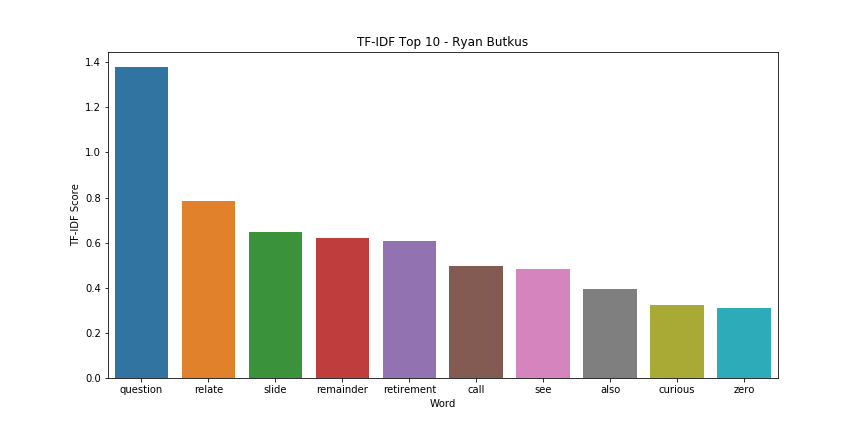 TF-IDF Top 10 - Ryan Butkus
TF-IDF Score
1.4
1.2
1.0
0.8
0.6
0.4
0.2
0.0
question relate slide remainder retirement call see also curious zero
Word